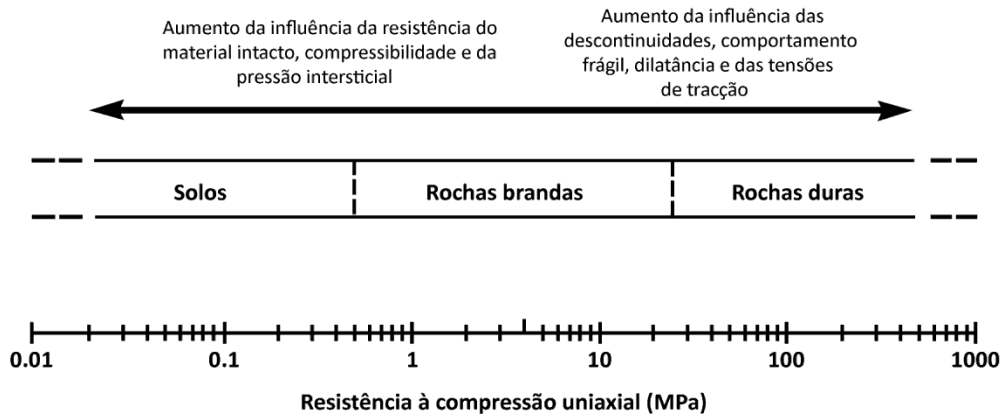 Aumento da influência da resistência do
material intacto, compressibilidade e da
pressão intersticial
Aumento da influência das
descontinuidades, comportamento
frágil, dilatância e das tensões
de tracção
Solos
Rochas brandas
Rochas duras
0.01
0.1
1
10
100
1000
Resistência à compressão uniaxial (MPa)